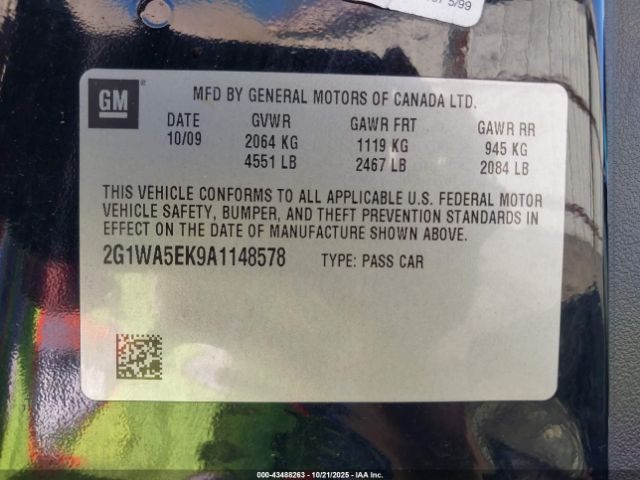 5/99
GM
MFD BY GENERAL MOTORS OF CANADA LTD.
DATE GVWR GAWR FRT GAWR RR
10/09 2064 KG 1119 KG 945 KG
4551 LB 2467 LB 2084 LB
THIS VEHICLE CONFORMS TO ALL APPLICABLE U.S. FEDERAL MOTOR
VEHICLE SAFETY, BUMPER, AND THEFT PREVENTION STANDARDS IN
EFFECT ON THE DATE OF MANUFACTURE SHOWN ABOVE.
2G1WA5EK9A1148578 TYPE: PASS CAR
000-43488263 10/21/2025 - IAA Inc.